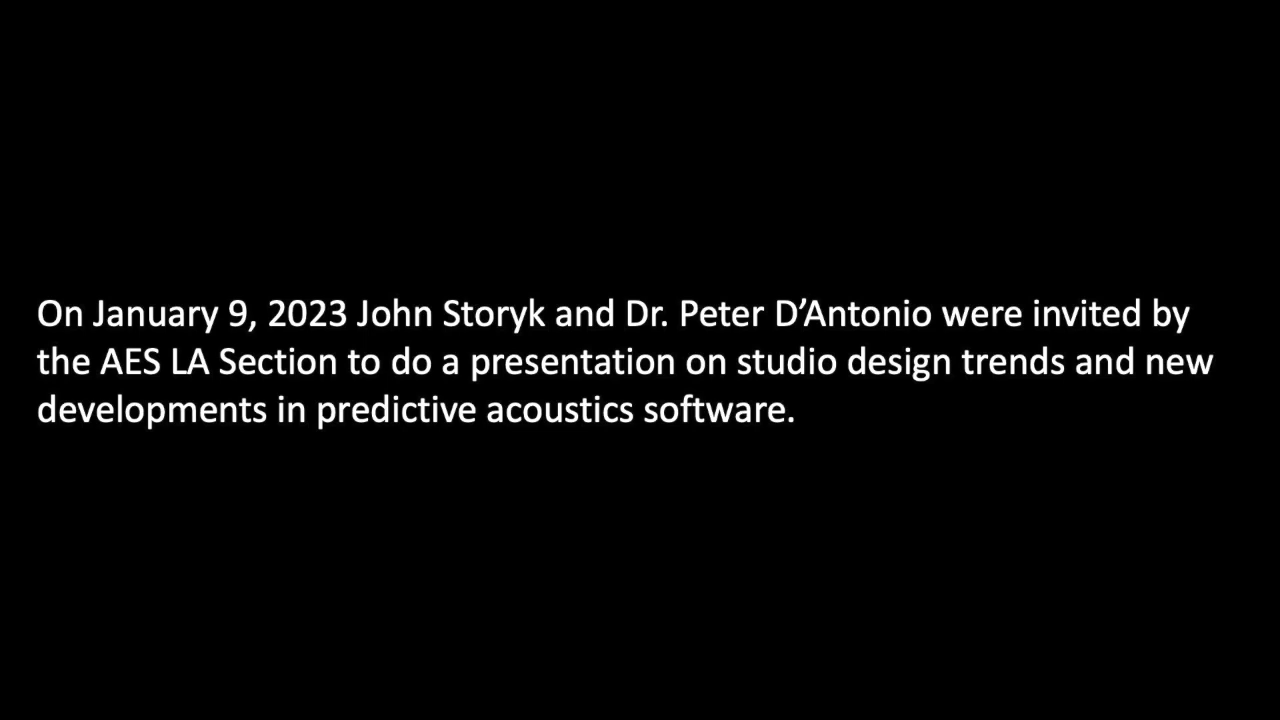 On January 9, 2023 John Storyk and Dr. Peter D’Antonio were invited by
the AES LA Section to do a presentation on studio design trends and new
developments in predictive acoustics software.